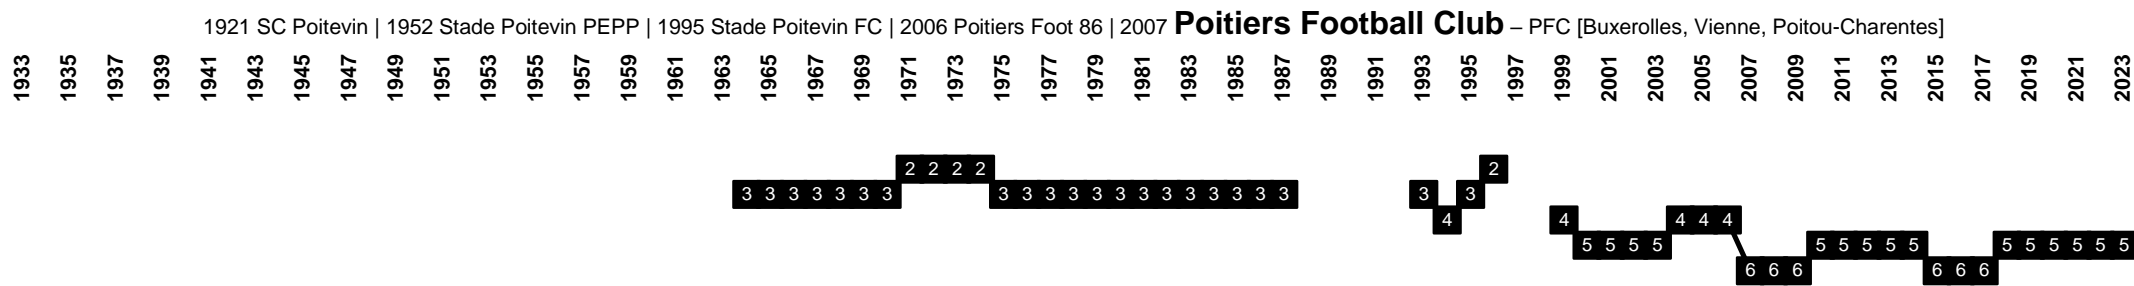 1921 SC Poitevin | 1952 Stade Poitevin PEPP | 1995 Stade Poitevin FC | 2006 Poitiers Foot 86 | 2007 Poitiers Football Club – PFC [Buxerolles, Vienne, Poitou-Charentes]
1933 1935 1937 1939 1941 1943 1945 1947 1949 1951 1953 1955 1957 1959 1961 1963 1965 1967 1969 1971 1973 1975 1977 1979 1981 1983 1985 1987 1989 1991 1993 1995 1997 1999 2001 2003 2005 2007 2009 2011 2013 2015 2017 2019 2021 2023
2 2 2 2 2
3 3 3 3 3 3 3 3 3 3 3 3 3 3 3 3 3 3 3 3 3 3
4 4 4 4 4
5 5 5 5 5 5 5 5 5 5 5 5 5 5 5
6 6 6 6 6 6